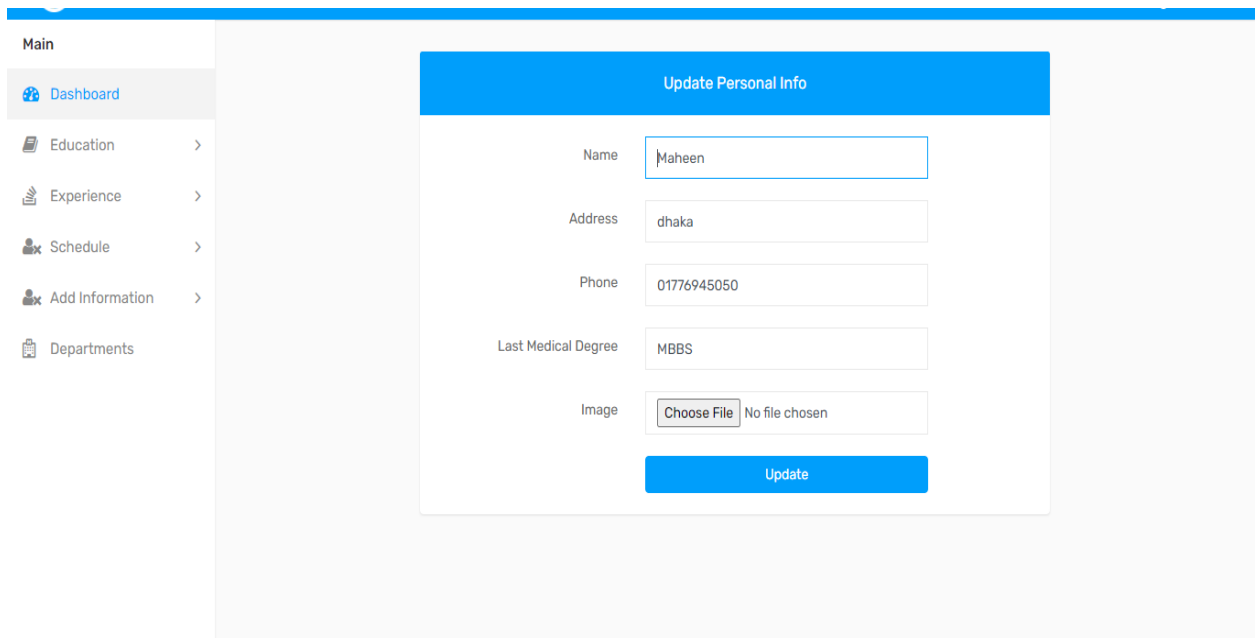 Main
Dashboard
Education
Experience
Schedule
Add Information
Departments
Update Personal Info
Name
Maheen
Address
dhaka
Phone
01776945050
Last Medical Degree
MBBS
Image
Choose File No file chosen
Update